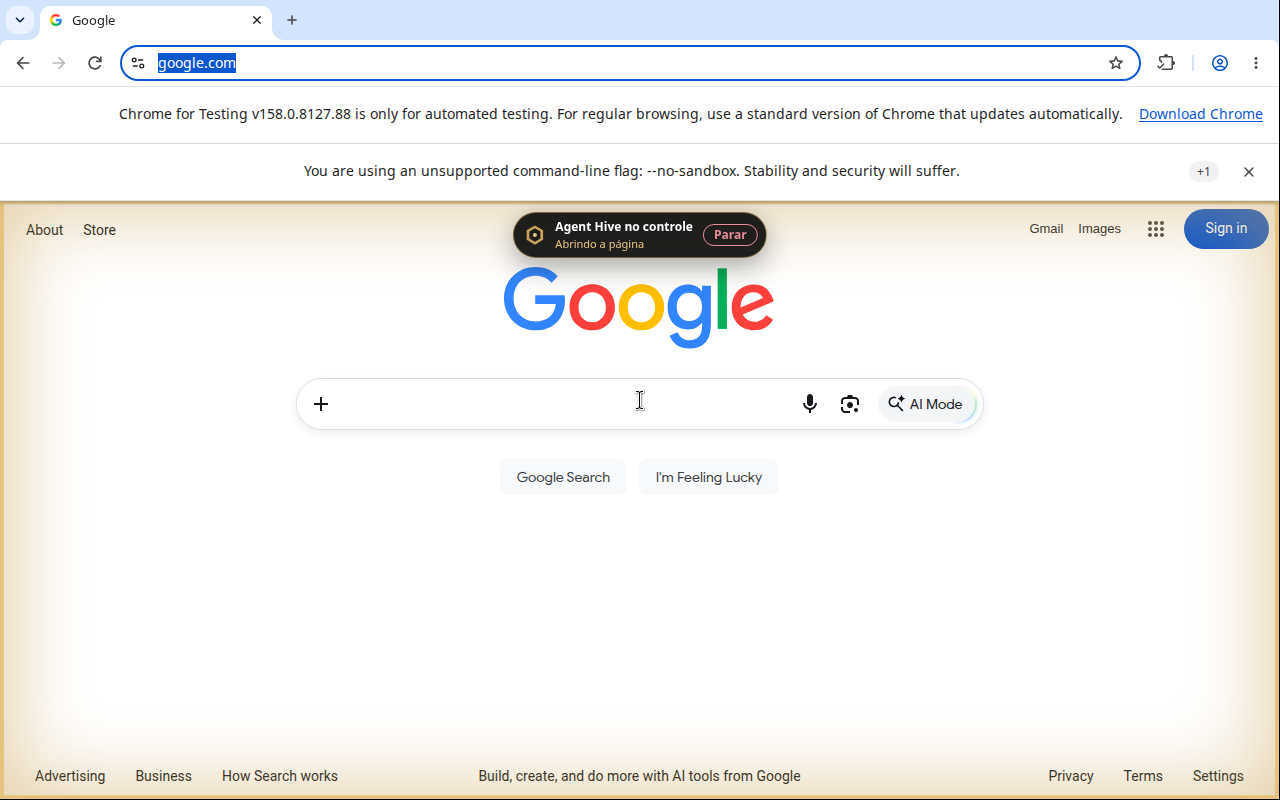 Google
google.com
Chrome for Testing v158.0.8127.88 is only for automated testing. For regular browsing, use a standard version of Chrome that updates automatically. Download Chrome
You are using an unsupported command-line flag: --no-sandbox. Stability and security will suffer. +1
About Store
Agent Hive no controle
Abrindo a página
Parar
Gmail Images Sign in
Google
AI Mode
Google Search I'm Feeling Lucky
Advertising Business How Search works Build, create, and do more with AI tools from Google Privacy Terms Settings